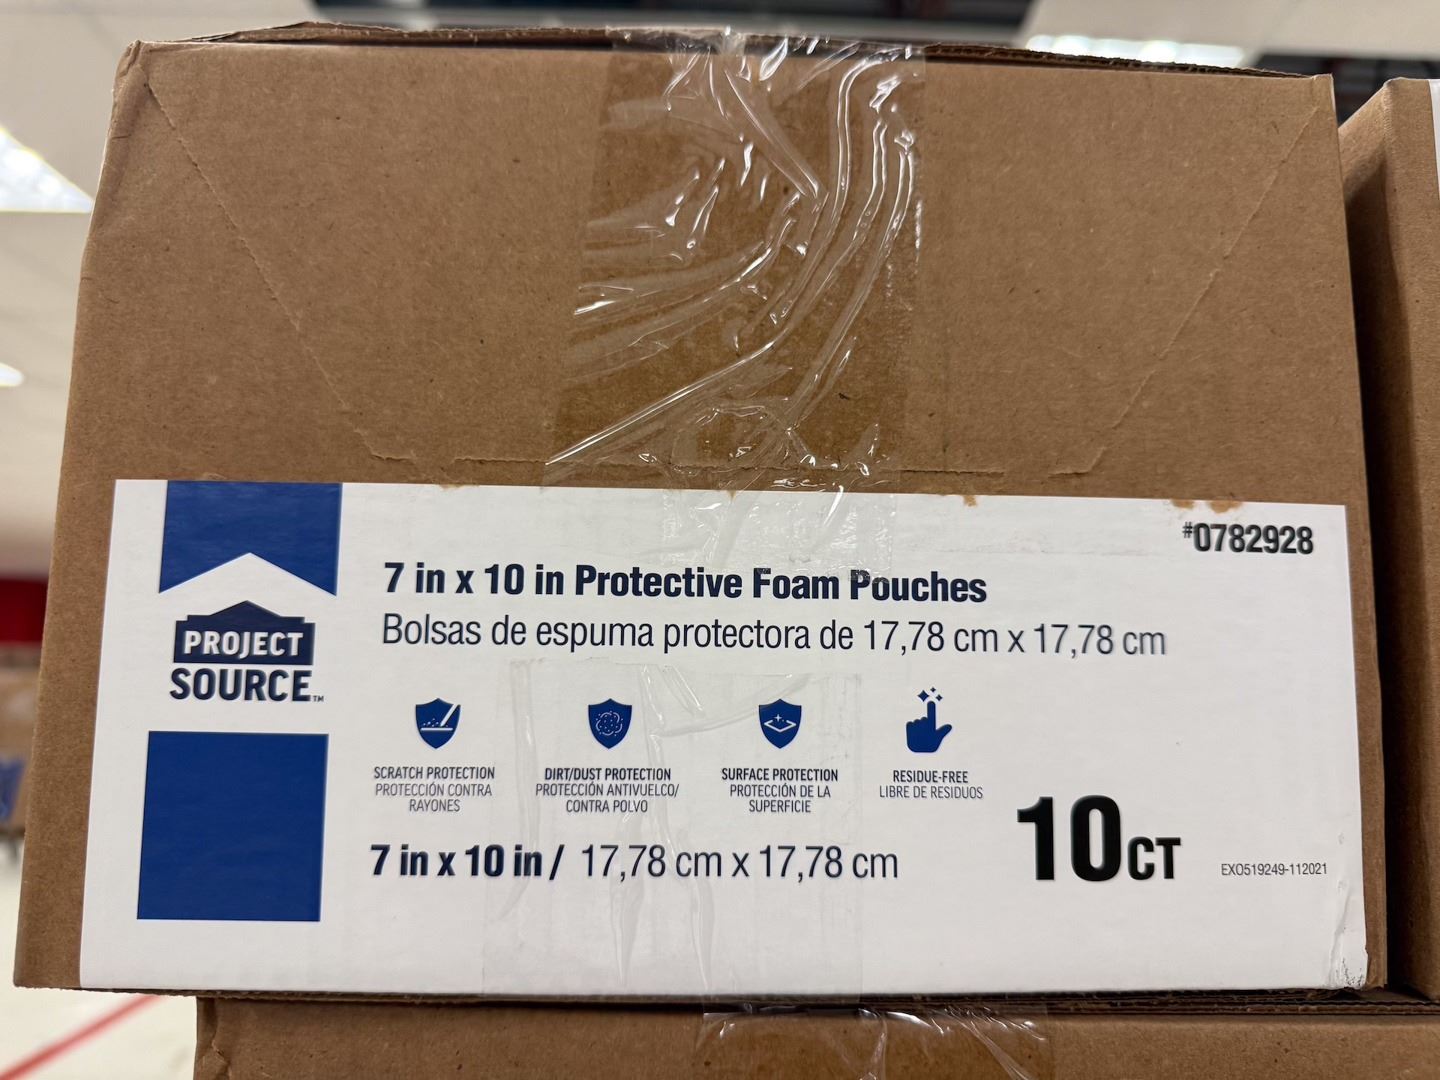 #0782928
7 in x 10 in Protective Foam Pouches
Bolsas de espuma protectora de 17,78 cm x 17,78 cm
PROJECT
SOURCE™
SCRATCH PROTECTION
PROTECCIÓN CONTRA
RAYONES
DIRT/DUST PROTECTION
PROTECCIÓN ANTIVUELCO/
CONTRA POLVO
SURFACE PROTECTION
PROTECCIÓN DE LA
SUPERFICIE
RESIDUE-FREE
LIBRE DE RESIDUOS
7 in x 10 in / 17,78 cm x 17,78 cm
10CT
EXO519249-112021